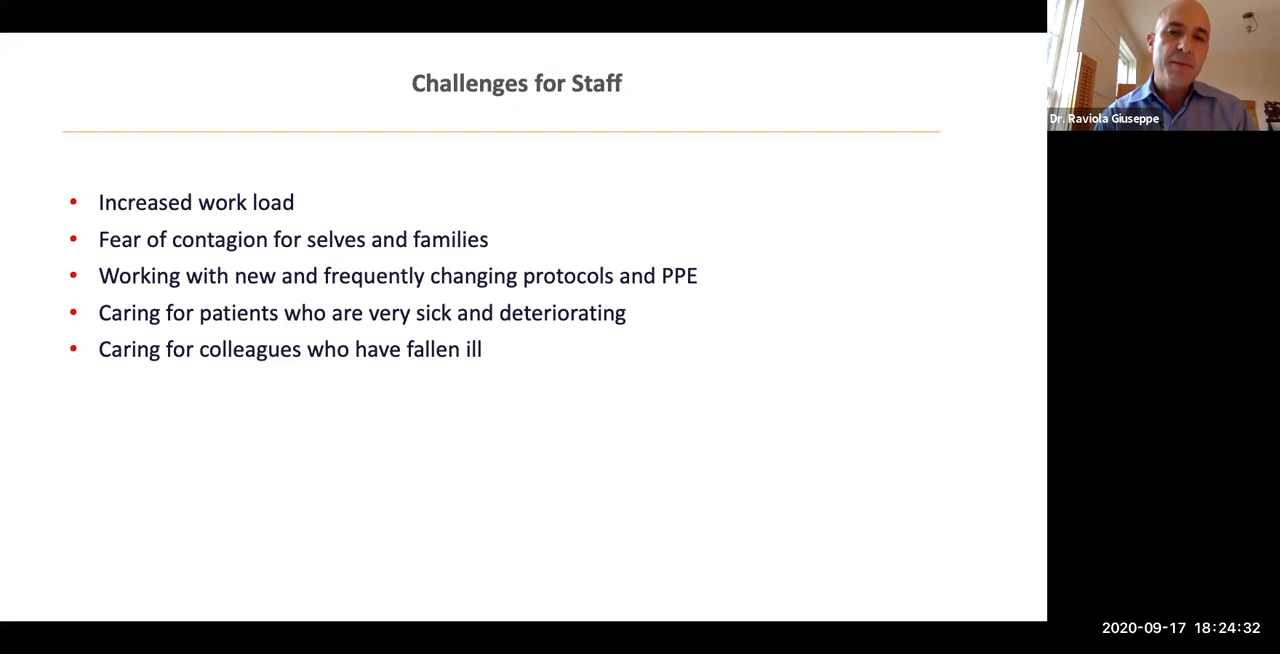 Challenges for Staff
• Increased work load
• Fear of contagion for selves and families
• Working with new and frequently changing protocols and PPE
• Caring for patients who are very sick and deteriorating
• Caring for colleagues who have fallen ill
Dr. Raviola Giuseppe
2020-09-17 18:24:32